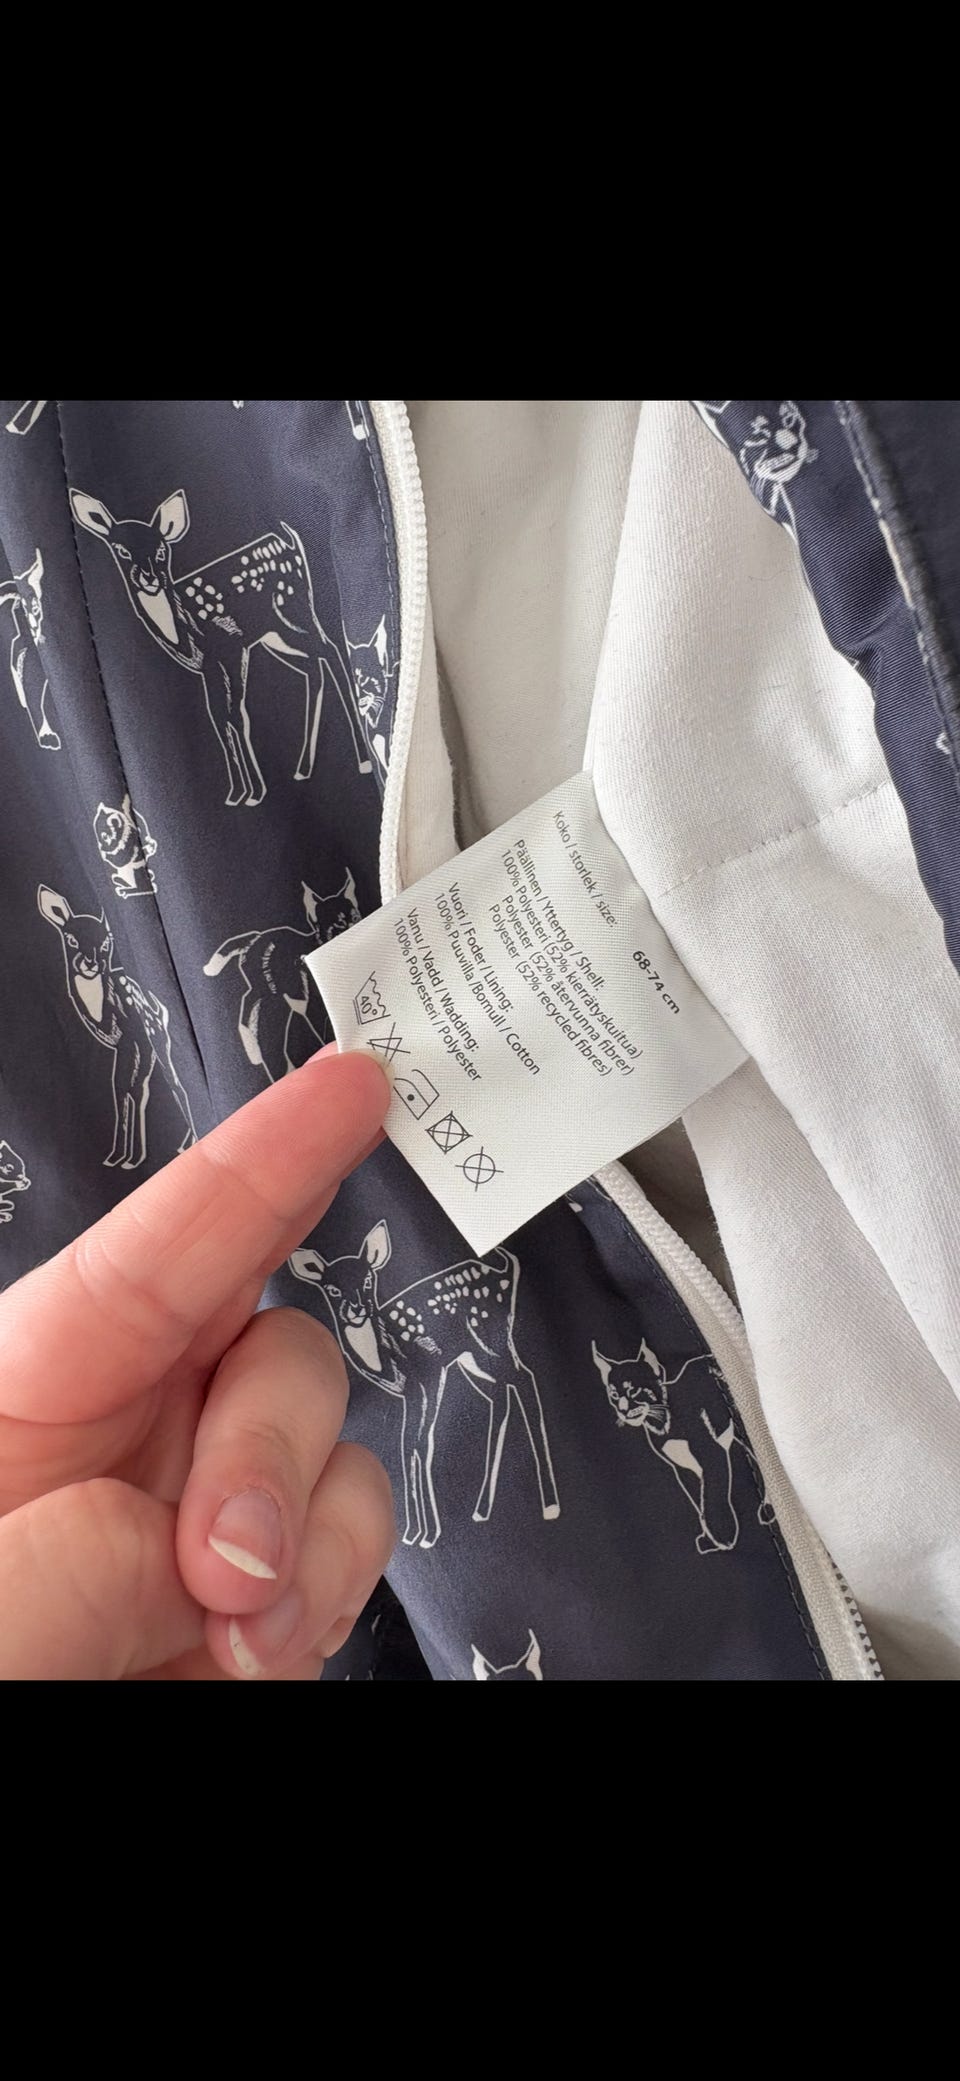 Koko / storlek / size:
68-74 cm
Päällinen / Yttertyg / Shell:
100% Polyesteri (52% kierrätyskuitua)
Polyester (52% återvunna fibrer)
Polyester (52% recycled fibres)
Vuori / Foder / Lining:
100% Puuvilla /Bomull / Cotton
Vanu / Vadd / Wadding:
100% Polyesteri / Polyester
40°